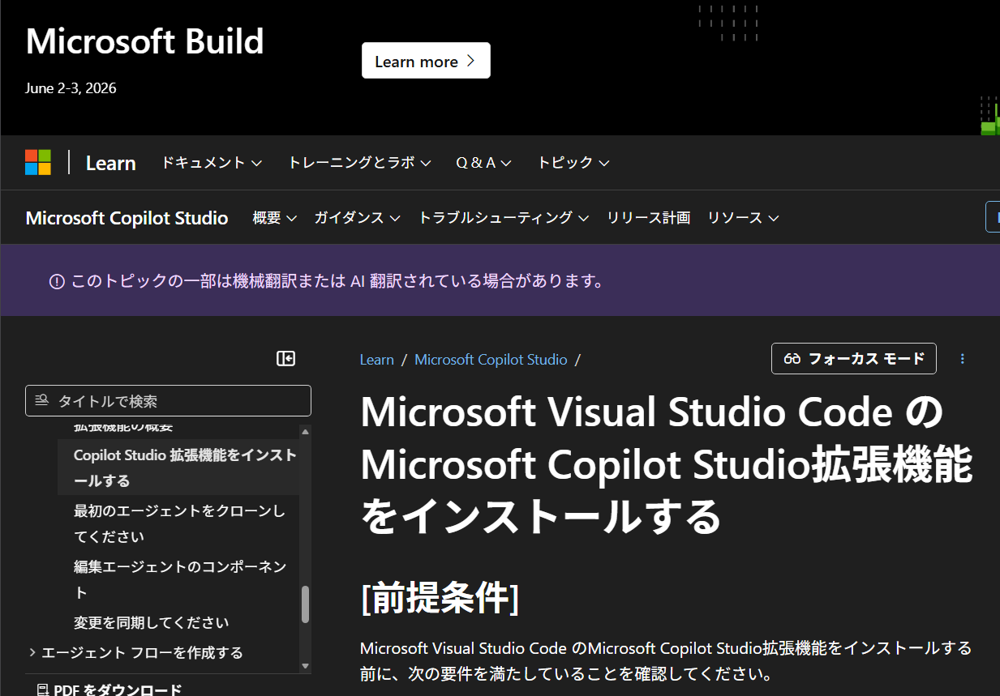 Microsoft Build
Learn more
June 2-3, 2026
Learn ドキュメント トレーニングとラボ Q & A トピック
Microsoft Copilot Studio 概要 ガイダンス トラブルシューティング リリース計画 リソース
このトピックの一部は機械翻訳または AI 翻訳されている場合があります。
タイトルで検索
拡張機能の概要
Copilot Studio 拡張機能をインスト
ールする
最初のエージェントをクローンし
てください
編集エージェントのコンポーネン
ト
変更を同期してください
エージェント フローを作成する
PDF をダウンロード
Learn / Microsoft Copilot Studio /
フォーカス モード
Microsoft Visual Studio Code の
Microsoft Copilot Studio拡張機能
をインストールする
[前提条件]
Microsoft Visual Studio Code のMicrosoft Copilot Studio拡張機能をインストールする
前に、次の要件を満たしていることを確認してください。